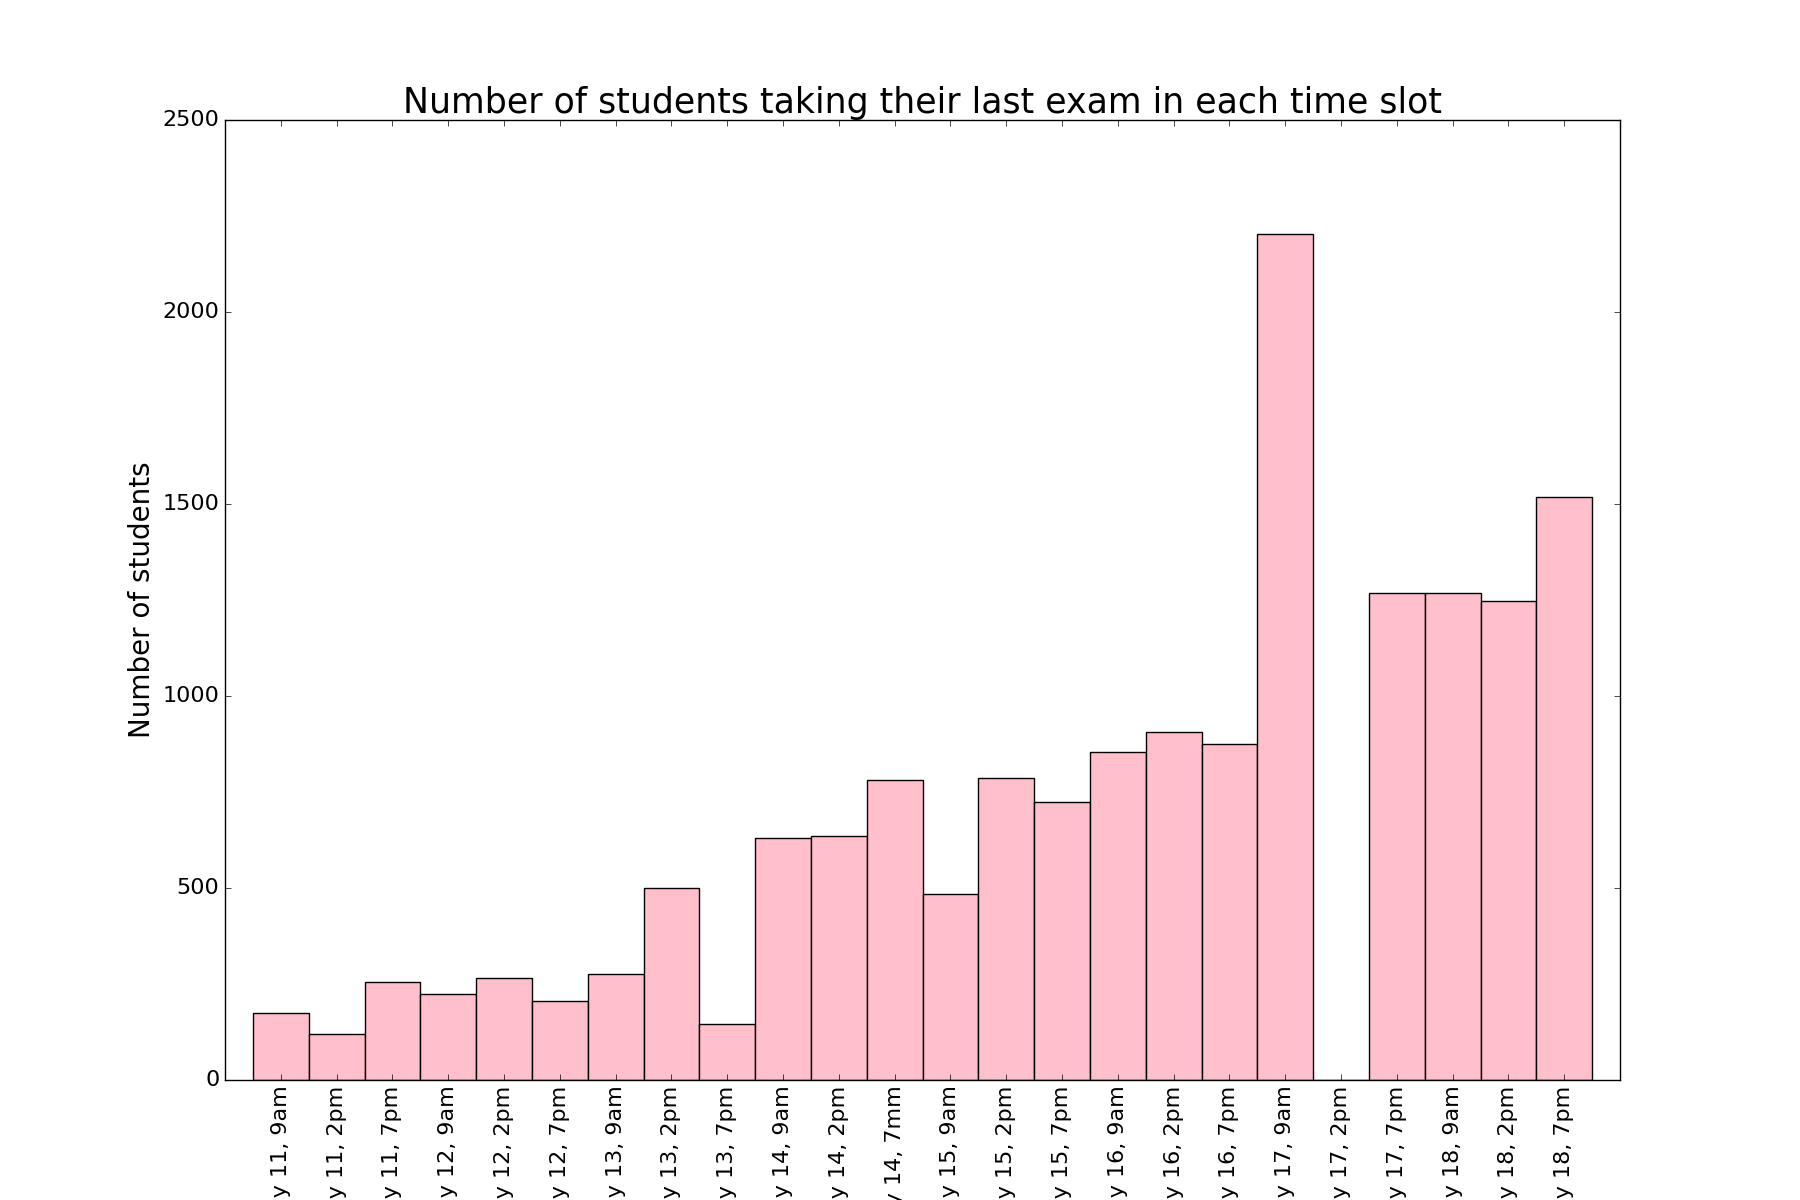 Number of students taking their last exam in each time slot
Number of students
2500
2000
1500
1000
500
0
y 11, 9am
y 11, 2pm
y 11, 7pm
y 12, 9am
y 12, 2pm
y 12, 7pm
y 13, 9am
y 13, 2pm
y 13, 7pm
y 14, 9am
y 14, 2pm
y 14, 7mm
y 15, 9am
y 15, 2pm
y 15, 7pm
y 16, 9am
y 16, 2pm
y 16, 7pm
y 17, 9am
y 17, 2pm
y 17, 7pm
y 18, 9am
y 18, 2pm
y 18, 7pm